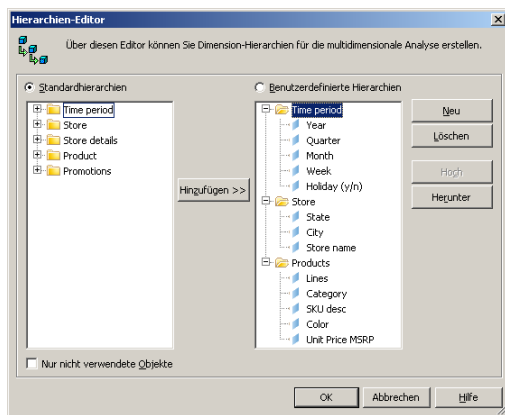 Hierarchien-Editor
Über diesen Editor können Sie Dimension-Hierarchien für die multidimensionale Analyse erstellen.
Standardhierarchien
Time period
Store
Store details
Product
Promotions
Nur nicht verwendete Objekte
Hinzufügen >>
Benutzerdefinierte Hierarchien
Time period
Year
Quarter
Month
Week
Holiday (y/n)
Store
State
City
Store name
Products
Lines
Category
SKU desc
Color
Unit Price MSRP
Neu
Löschen
Hoch
Herunter
OK
Abbrechen
Hilfe